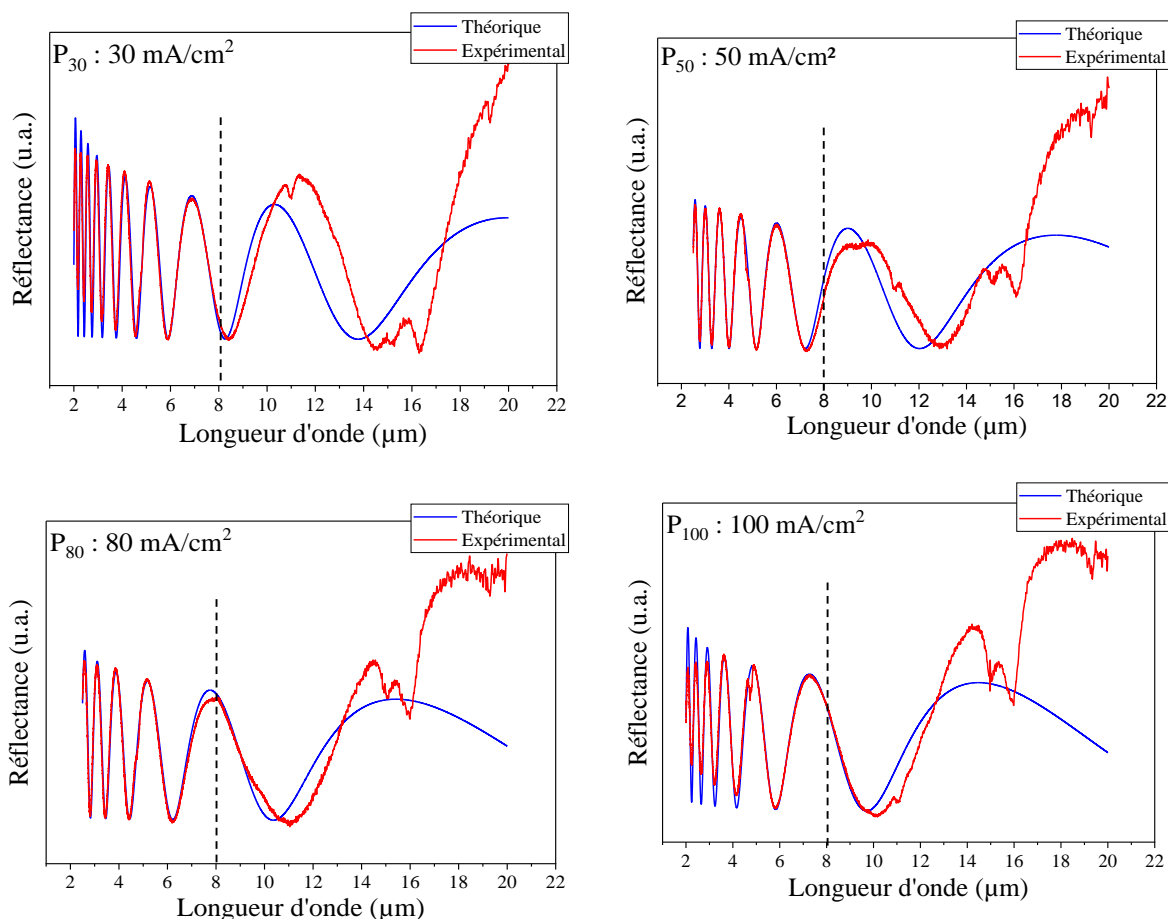 P30 : 30 mA/cm²
Théorique
Expérimental
Réflectance (u.a.)
2 4 6 8 10 12 14 16 18 20 22
Longueur d'onde (µm)
P50 : 50 mA/cm²
Théorique
Expérimental
Réflectance (u.a.)
2 4 6 8 10 12 14 16 18 20 22
Longueur d'onde (µm)
P80 : 80 mA/cm²
Théorique
Expérimental
Réflectance (u.a.)
2 4 6 8 10 12 14 16 18 20 22
Longueur d'onde (µm)
P100 : 100 mA/cm²
Théorique
Expérimental
Réflectance (u.a.)
2 4 6 8 10 12 14 16 18 20 22
Longueur d'onde (µm)